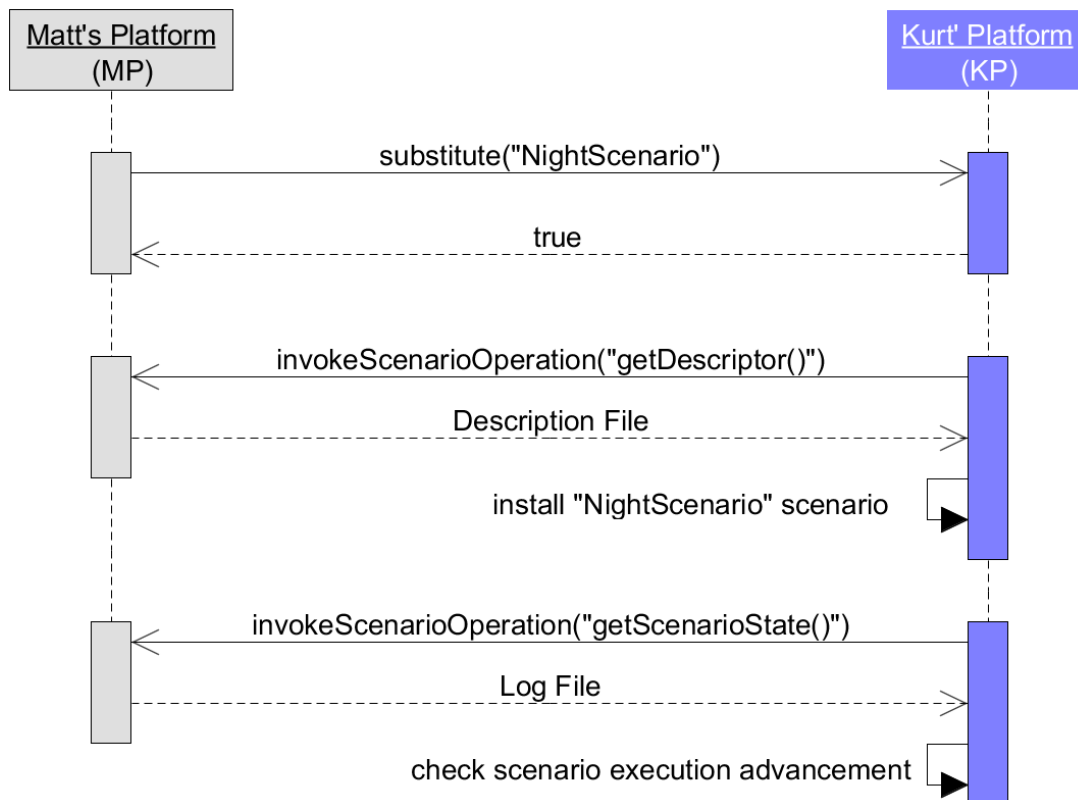 Matt's Platform
(MP)
Kurt' Platform
(KP)
substitute("NightScenario")
true
invokeScenarioOperation("getDescriptor()")
Description File
install "NightScenario" scenario
invokeScenarioOperation("getScenarioState()")
Log File
check scenario execution advancement